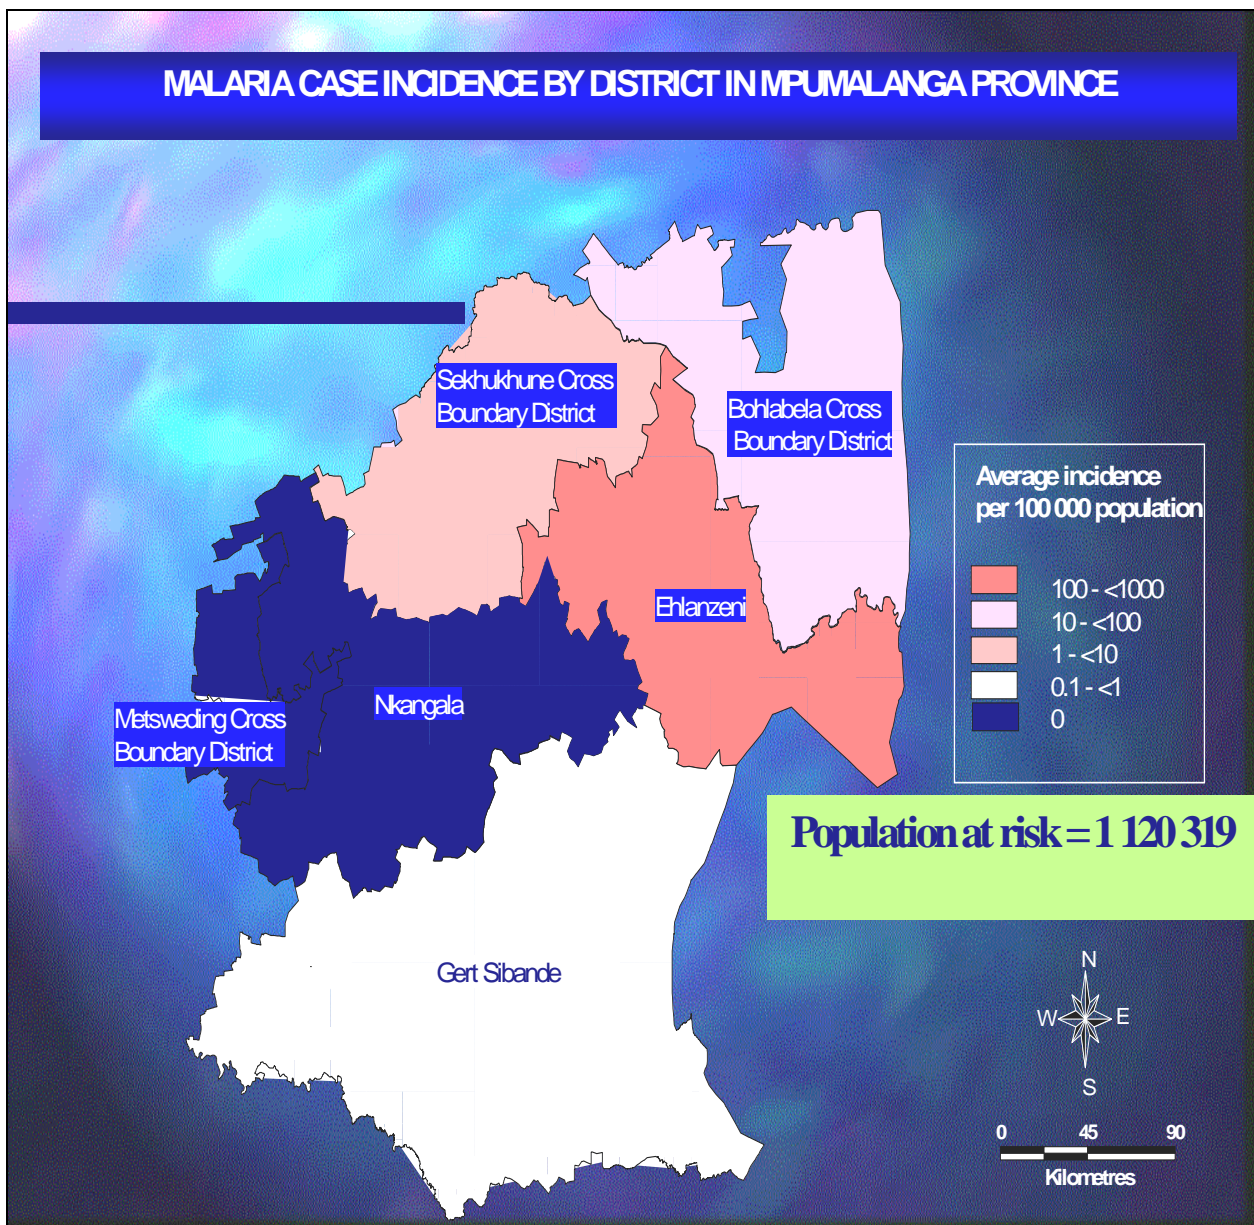 MALARIA CASE INCIDENCE BY DISTRICT IN MPUMALANGA PROVINCE
Sekhukhune Cross
Boundary District
Bohlabela Cross
Boundary District
Average incidence
per 100 000 population
100 - <1000
10 - <100
1 - <10
0.1 - <1
0
Ehlanzeni
Nkangala
Metsweding Cross
Boundary District
Population at risk = 1 120 319
Gert Sibande
N
W
E
S
0 45 90
Kilometres